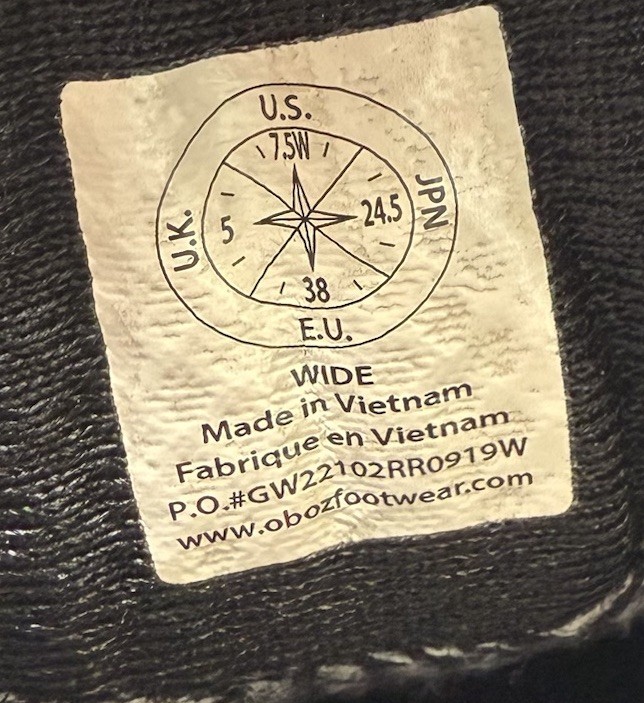 U.S.
7.5W
U.K.
5
24.5
JPN
38
E.U.
WIDE
Made in Vietnam
Fabrique en Vietnam
P.O.#GW22102RR0919W
www.obozfootwear.com